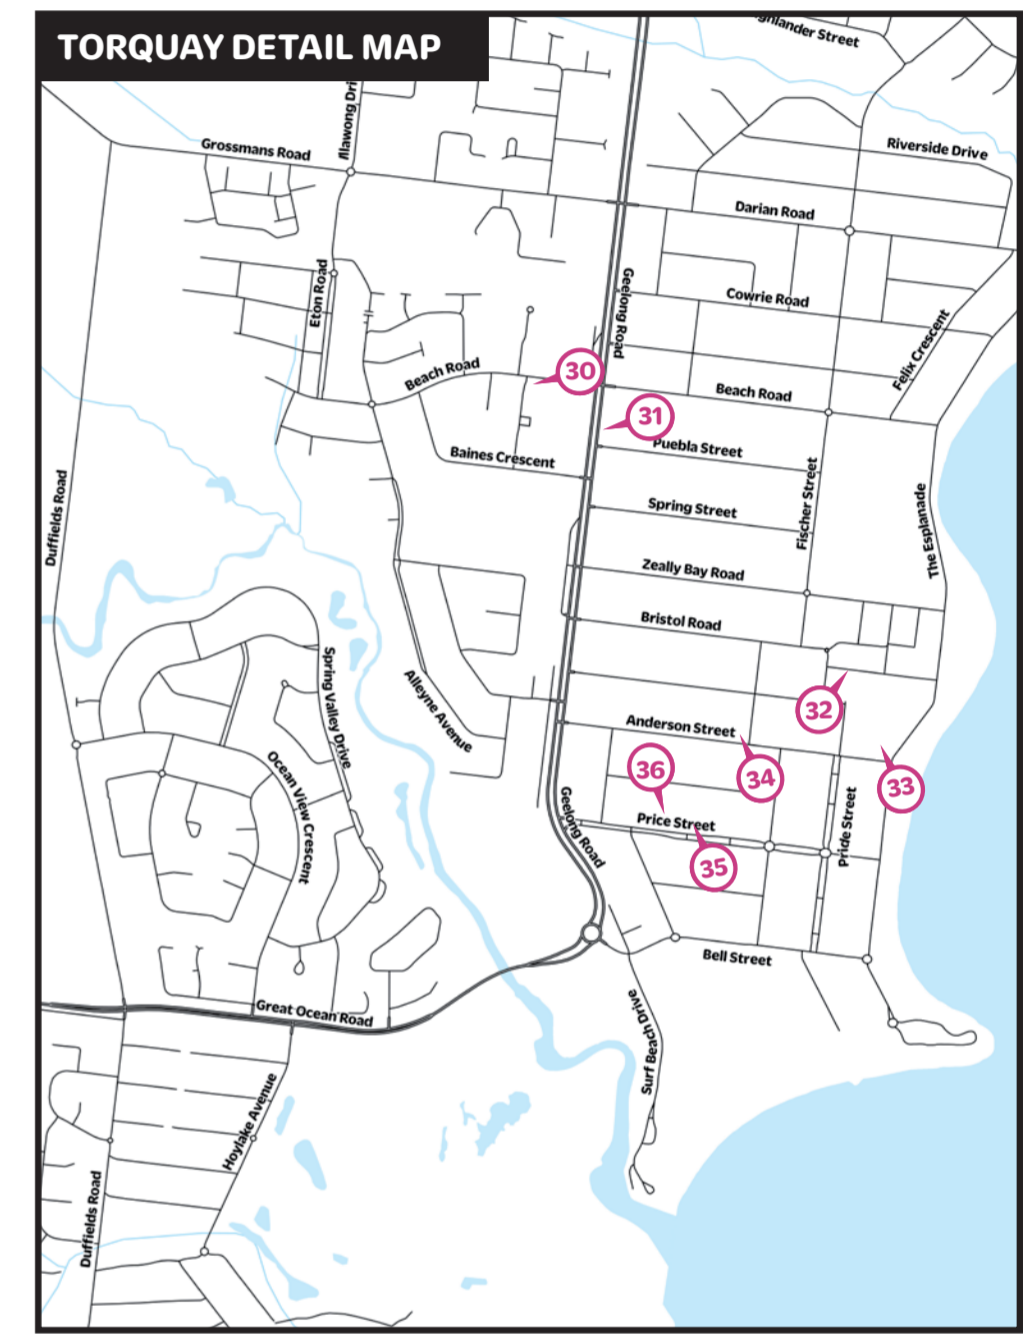 TORQUAY DETAIL MAP
ghlander Street
Illawong Dri
Grossmans Road
Riverside Drive
Darian Road
Eton Road
Geelong Road
Cowrie Road
Felix Crescent
30
Beach Road
Beach Road
31
Puebla Street
Baines Crescent
Duffields Road
Spring Street
Fischer Street
The Esplanade
Zeally Bay Road
Bristol Road
Spring Valley Drive
Alleyne Avenue
32
Anderson Street
Ocean View Crescent
36
34
33
Geelong Road
Price Street
Pride Street
35
Bell Street
Great Ocean Road
Surf Beach Drive
Hoylake Avenue
Duffields Road